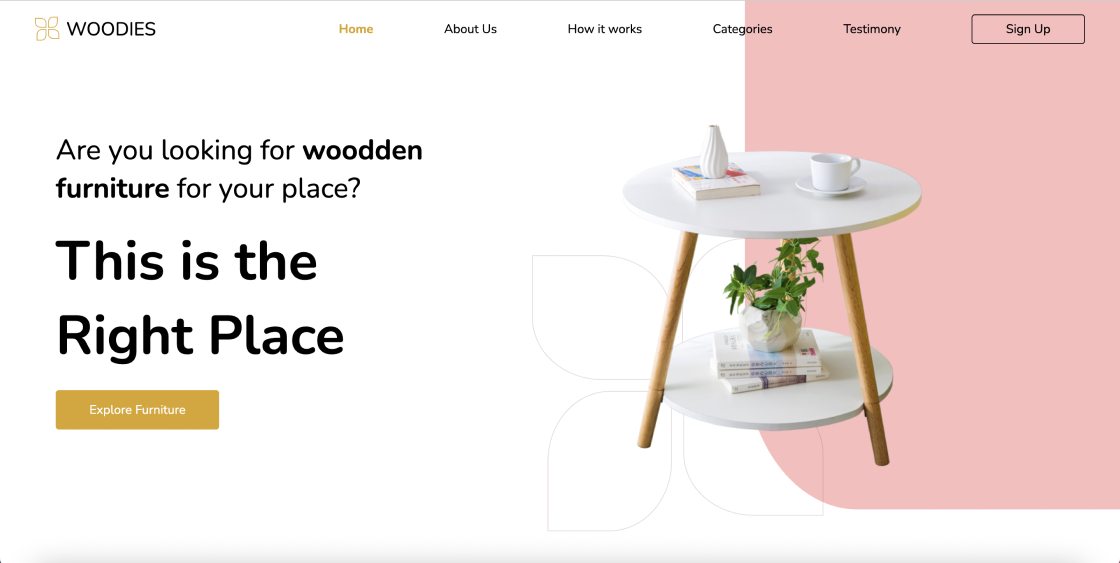 WOODIES
Home
About Us
How it works
Categories
Testimony
Sign Up
Are you looking for woodden
furniture for your place?
This is the
Right Place
Explore Furniture